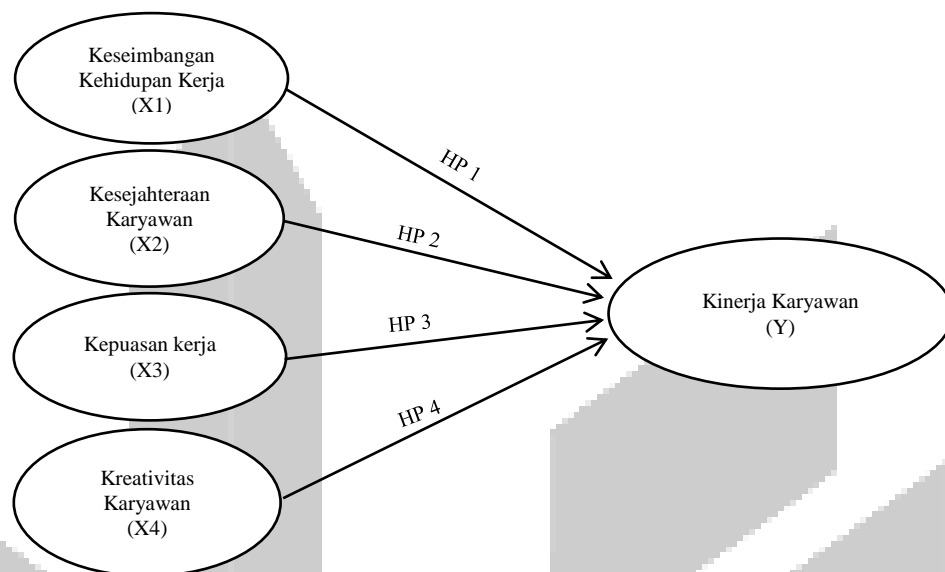 Keseimbangan
Kehidupan Kerja
(X1)
HP 1
Kesejahteraan
Karyawan
(X2)
HP 2
Kinerja Karyawan
(Y)
HP 3
Kepuasan kerja
(X3)
HP 4
Kreativitas
Karyawan
(X4)